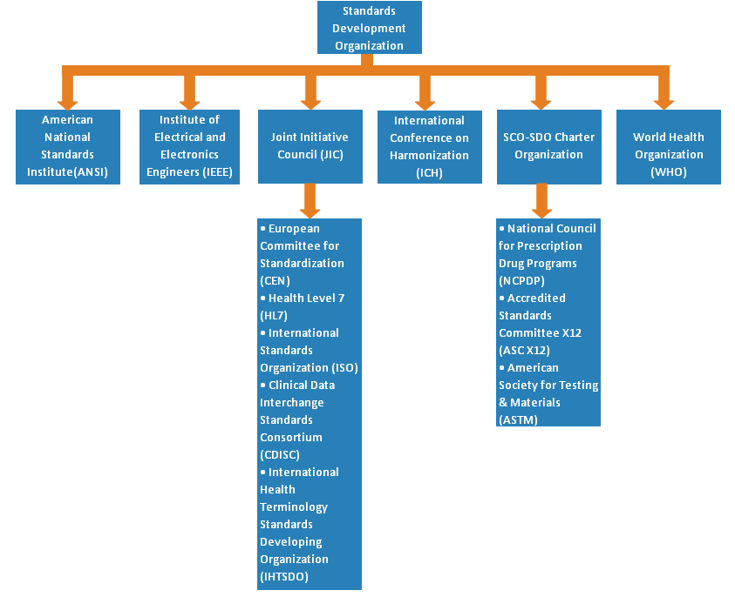 Standards
Development
Organization
American
National
Standards
Institute(ANSI)
Institute of
Electrical and
Electronics
Engineers (IEEE)
Joint Initiative
Council (JIC)
International
Conference on
Harmonization
(ICH)
SCO-SDO Charter
Organization
World Health
Organization
(WHO)
• European
Committee for
Standardization
(CEN)
• Health Level 7
(HL7)
• International
Standards
Organization (ISO)
• Clinical Data
Interchange
Standards
Consortium
(CDISC)
• International
Health
Terminology
Standards
Developing
Organization
(IHTSDO)
• National Council
for Prescription
Drug Programs
(NCPDP)
• Accredited
Standards
Committee X12
(ASC X12)
• American
Society for Testing
& Materials
(ASTM)